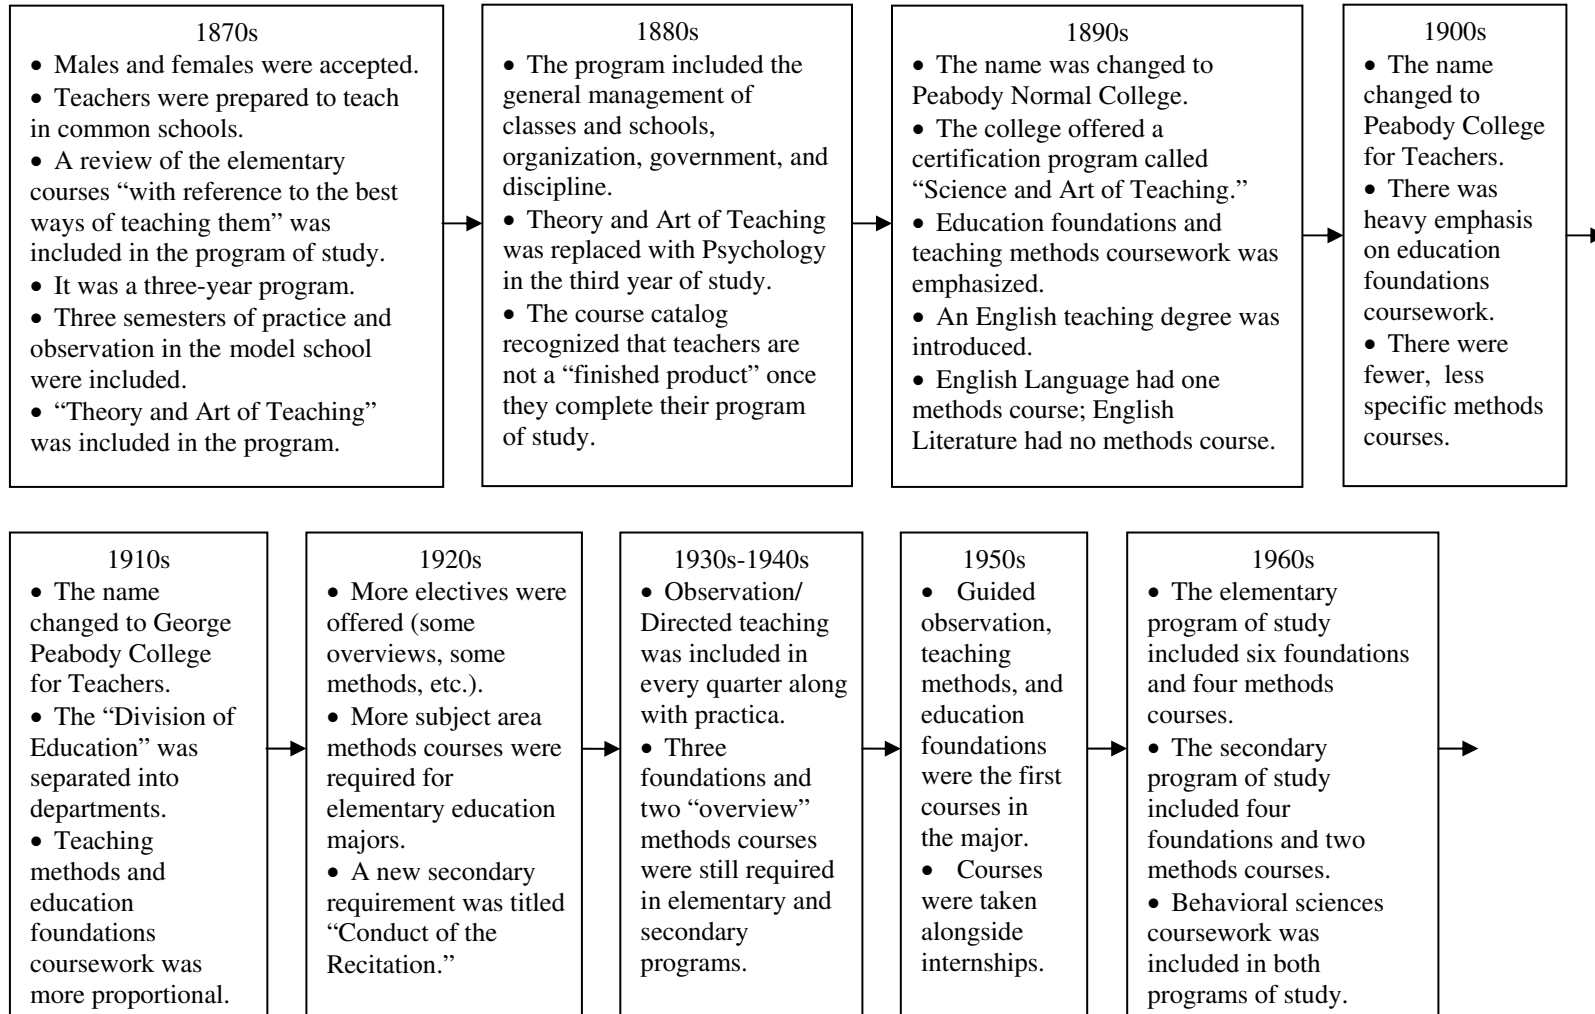 1870s
• Males and females were accepted.
• Teachers were prepared to teach
in common schools.
• A review of the elementary
courses “with reference to the best
ways of teaching them” was
included in the program of study.
• It was a three-year program.
• Three semesters of practice and
observation in the model school
were included.
• “Theory and Art of Teaching”
was included in the program.
1880s
• The program included the
general management of
classes and schools,
organization, government, and
discipline.
• Theory and Art of Teaching
was replaced with Psychology
in the third year of study.
• The course catalog
recognized that teachers are
not a “finished product” once
they complete their program
of study.
1890s
• The name was changed to
Peabody Normal College.
• The college offered a
certification program called
“Science and Art of Teaching.”
• Education foundations and
teaching methods coursework was
emphasized.
• An English teaching degree was
introduced.
• English Language had one
methods course; English
Literature had no methods course.
1900s
• The name
changed to
Peabody College
for Teachers.
• There was
heavy emphasis
on education
foundations
coursework.
• There were
fewer, less
specific methods
courses.
1910s
• The name
changed to George
Peabody College
for Teachers.
• The “Division of
Education” was
separated into
departments.
• Teaching
methods and
education
foundations
coursework was
more proportional.
1920s
• More electives were
offered (some
overviews, some
methods, etc.).
• More subject area
methods courses were
required for
elementary education
majors.
• A new secondary
requirement was titled
“Conduct of the
Recitation.”
1930s-1940s
• Observation/
Directed teaching
was included in
every quarter along
with practica.
• Three
foundations and
two “overview”
methods courses
were still required
in elementary and
secondary
programs.
1950s
• Guided
observation,
teaching
methods, and
education
foundations
were the first
courses in
the major.
• Courses
were taken
alongside
internships.
1960s
• The elementary
program of study
included six foundations
and four methods
courses.
• The secondary
program of study
included four
foundations and two
methods courses.
• Behavioral sciences
coursework was
included in both
programs of study.